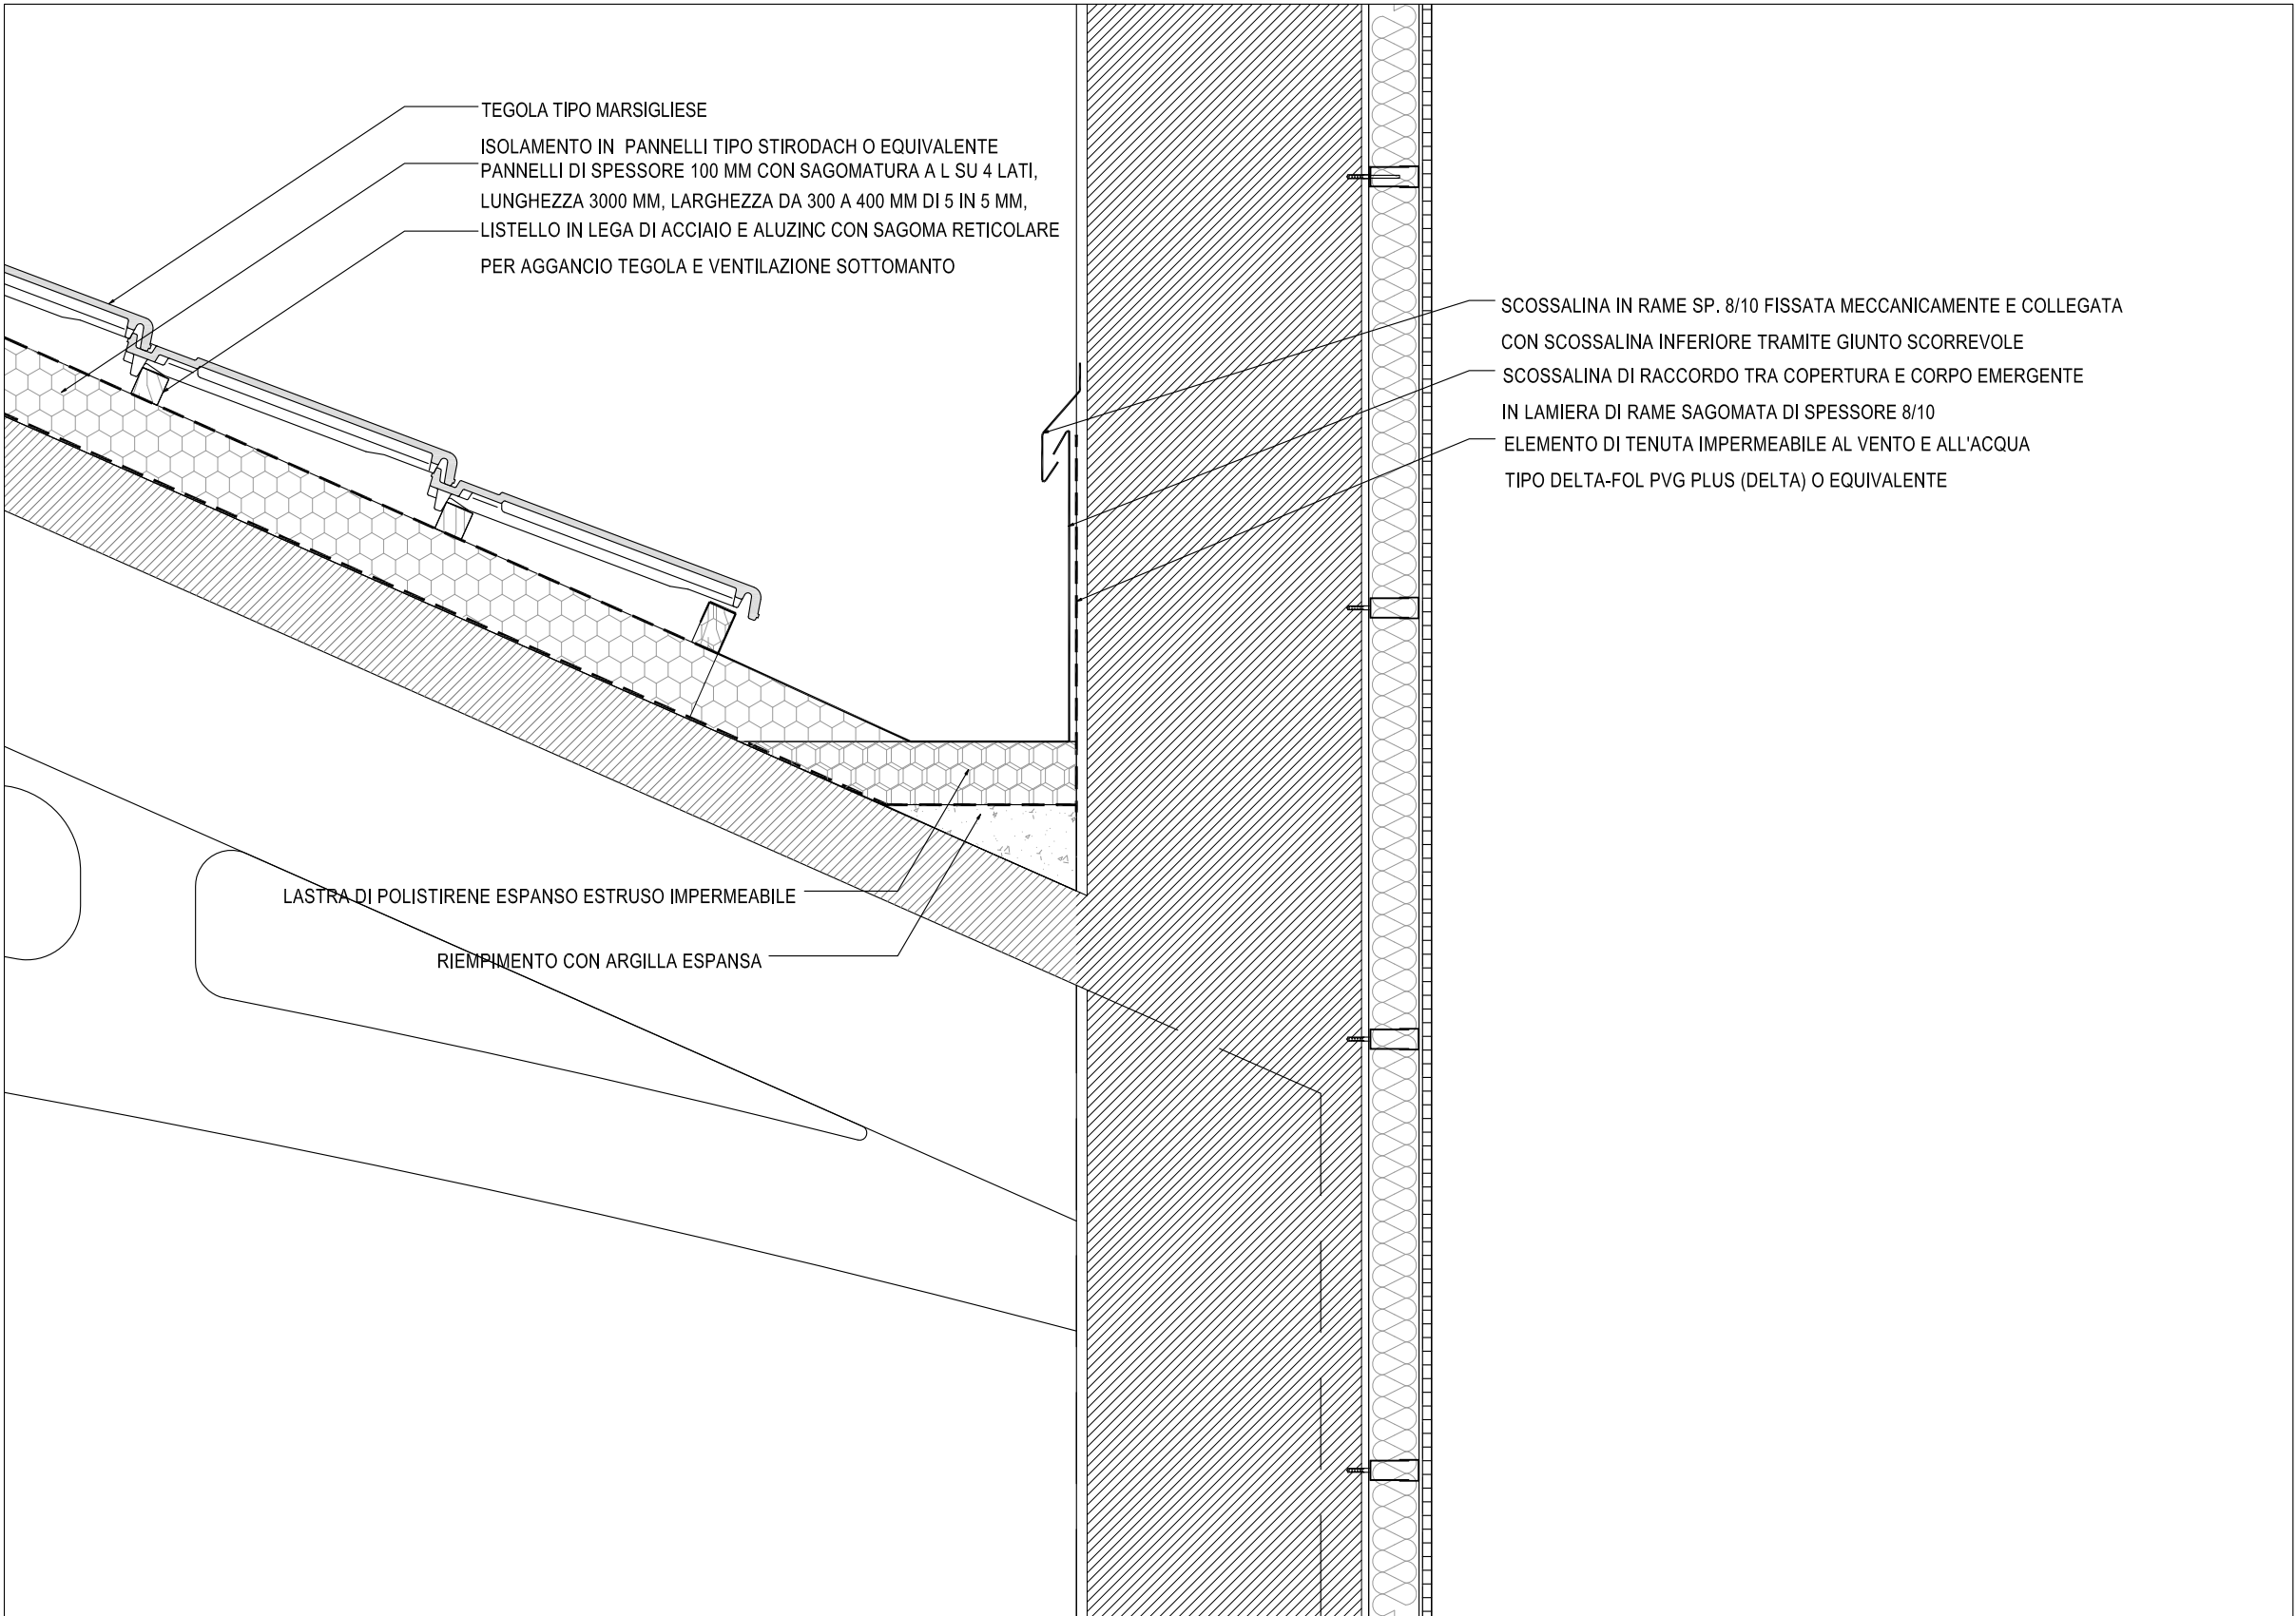 TEGOLA TIPO MARSIGLIESE
ISOLAMENTO IN PANNELLI TIPO STIRODACH O EQUIVALENTE
PANNELLI DI SPESSORE 100 MM CON SAGOMATURA A L SU 4 LATI,
LUNGHEZZA 3000 MM, LARGHEZZA DA 300 A 400 MM DI 5 IN 5 MM,
LISTELLO IN LEGA DI ACCIAIO E ALUZINC CON SAGOMA RETICOLARE
PER AGGANCIO TEGOLA E VENTILAZIONE SOTTOMANTO
SCOSSALINA IN RAME SP. 8/10 FISSATA MECCANICAMENTE E COLLEGATA
CON SCOSSALINA INFERIORE TRAMITE GIUNTO SCORREVOLE
SCOSSALINA DI RACCORDO TRA COPERTURA E CORPO EMERGENTE
IN LAMIERA DI RAME SAGOMATA DI SPESSORE 8/10
ELEMENTO DI TENUTA IMPERMEABILE AL VENTO E ALL'ACQUA
TIPO DELTA-FOL PVG PLUS (DELTA) O EQUIVALENTE
LASTRA DI POLISTIRENE ESPANSO ESTRUSO IMPERMEABILE
RIEMPIMENTO CON ARGILLA ESPANSA